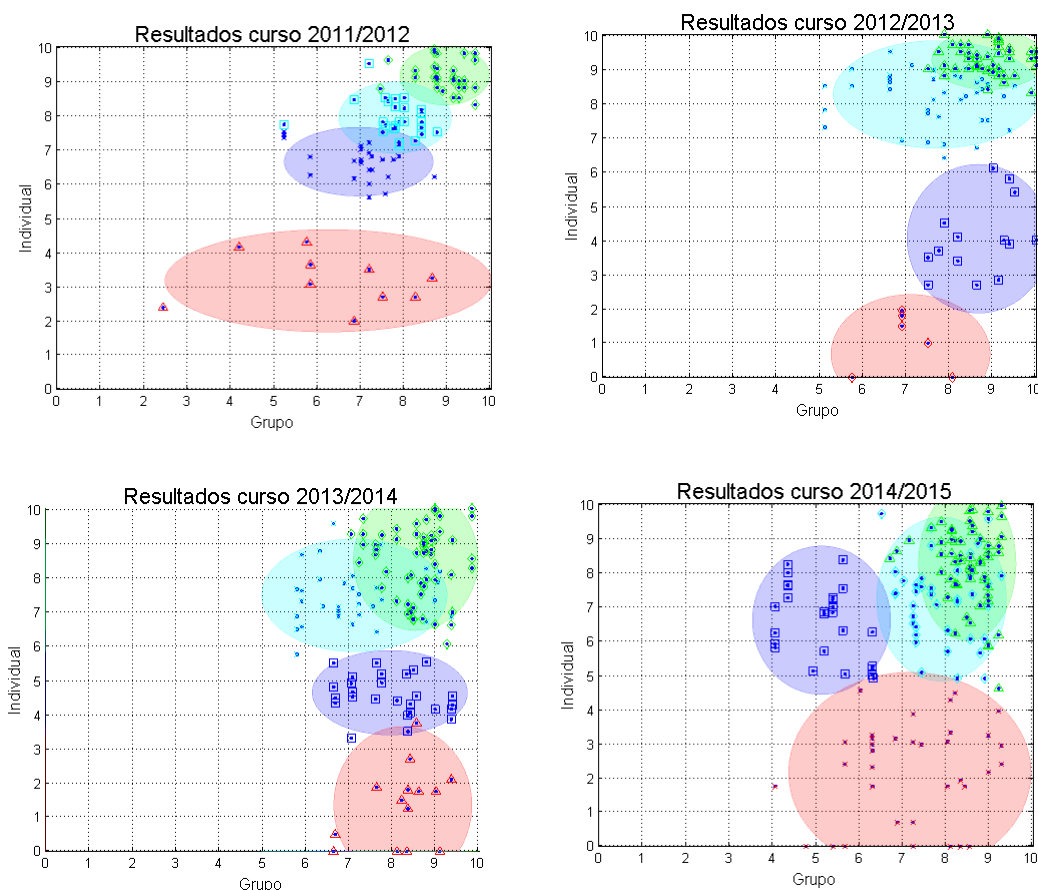 Resultados curso 2011/2012
10
9
8
7
6
5
4
3
2
1
0
Individual
0 1 2 3 4 5 6 7 8 9 10
Grupo
Resultados curso 2012/2013
10
9
8
7
6
5
4
3
2
1
0
Individual
0 1 2 3 4 5 6 7 8 9 10
Grupo
Resultados curso 2013/2014
10
9
8
7
6
5
4
3
2
1
0
Individual
0 1 2 3 4 5 6 7 8 9 10
Grupo
Resultados curso 2014/2015
10
9
8
7
6
5
4
3
2
1
0
Individual
0 1 2 3 4 5 6 7 8 9 10
Grupo